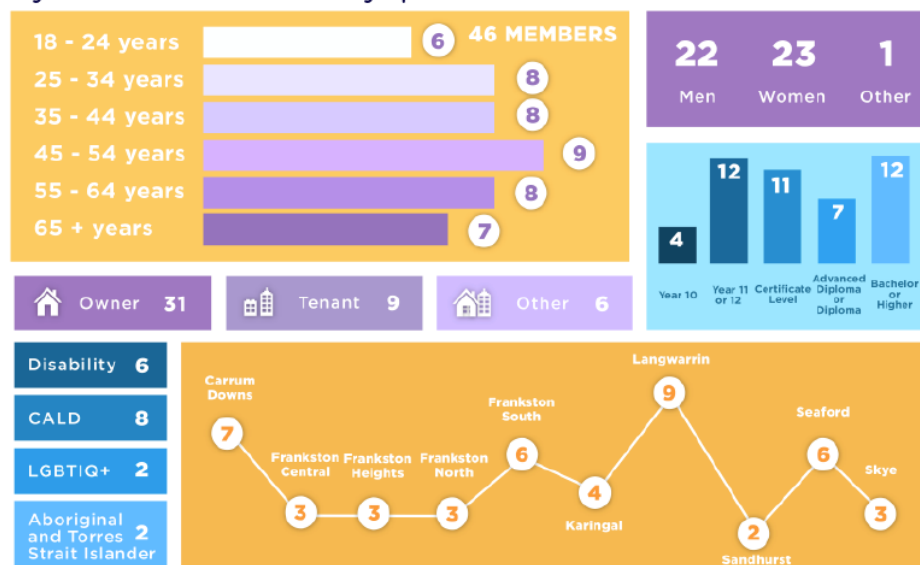 46 MEMBERS
18 - 24 years 6
25 - 34 years 8
35 - 44 years 8
45 - 54 years 9
55 - 64 years 8
65 + years 7
22 23 1
Men Women Other
4 12 11 7 12
Year 10
Year 11
or 12
Certificate
Level
Advanced
Diploma
or
Diploma
Bachelor
or
Higher
Owner 31
Tenant 9
Other 6
Disability 6
CALD 8
LGBTIQ+ 2
Aboriginal
and Torres 2
Strait Islander
Carrum
Downs
7
Frankston
Central
3
Frankston
Heights
3
Frankston
North
3
Frankston
South
6
4
Karingal
Langwarrin
9
2
Sandhurst
Seaford
6
Skye
3